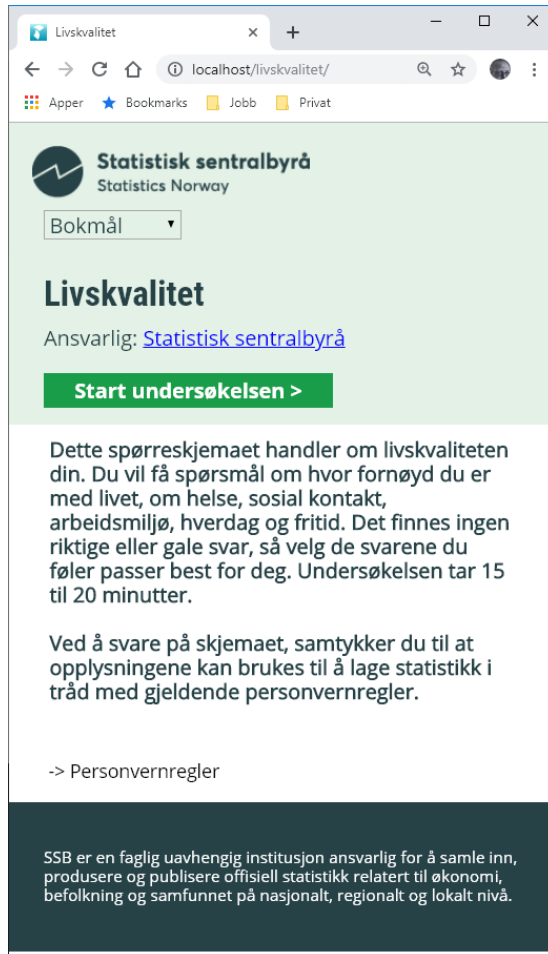 Livskvalitet
localhost/livskvalitet/
Apper Bookmarks Jobb Privat
Statistisk sentralbyrå
Statistics Norway
Bokmål
Livskvalitet
Ansvarlig: Statistisk sentralbyrå
Start undersøkelsen >
Dette spørreskjemaet handler om livskvaliteten
din. Du vil få spørsmål om hvor fornøyd du er
med livet, om helse, sosial kontakt,
arbeidsmiljø, hverdag og fritid. Det finnes ingen
riktige eller gale svar, så velg de svarene du
føler passer best for deg. Undersøkelsen tar 15
til 20 minutter.
Ved å svare på skjemaet, samtykker du til at
opplysningene kan brukes til å lage statistikk i
tråd med gjeldende personvernregler.
-> Personvernregler
SSB er en faglig uavhengig institusjon ansvarlig for å samle inn,
produsere og publisere offisiell statistikk relatert til økonomi,
befolkning og samfunnet på nasjonalt, regionalt og lokalt nivå.